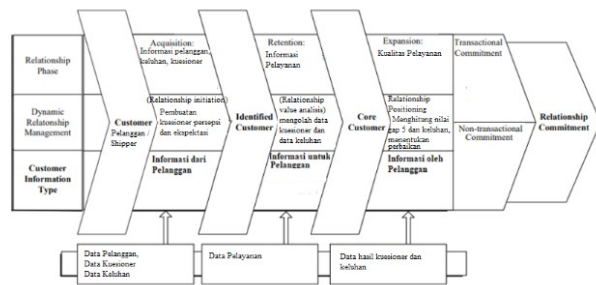 Relationship
Phase
Acquisition:
Informasi pelanggan,
keluhan, kuesioner
Retention:
Informasi
Pelayanan
Expansion:
Kualitas Pelayanan
Transactional
Commitment
Dynamic
Relationship
Management
Customer
Pelanggan /
Shipper
(Relationship initiation)
Pembuatan
kuesioner persepsi
dan ekspektasi
Identified
Customer
(Relationship
value analisis)
mengolah data
kuesioner dan
data keluhan
Core
Customer
Relationship
Positioning
Menghitung nilai
gap 5 dan keluhan,
menentukan
perbaikan
Non-transactional
Commitment
Relationship
Commitment
Customer
Information
Type
Informasi dari
Pelanggan
Informasi untuk
Pelanggan
Informasi oleh
Pelanggan
Data Pelanggan,
Data Kuesioner
Data Keluhan
Data Pelayanan
Data hasil kuesioner dan
keluhan